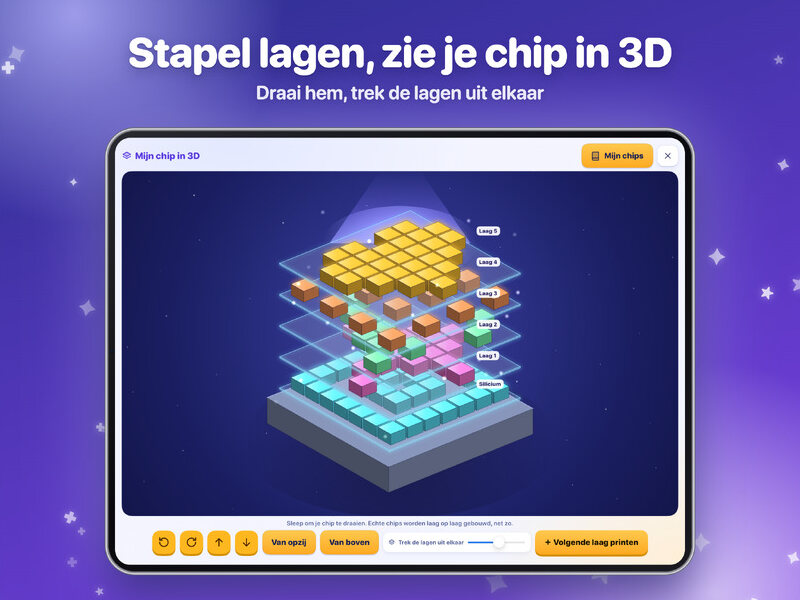 Stapel lagen, zie je chip in 3D
Draai hem, trek de lagen uit elkaar
Mijn chip in 3D
Mijn chips
Laag 5
Laag 4
Laag 3
Laag 2
Laag 1
Silicium
Sleep om je chip te draaien. Echte chips worden laag op laag gebouwd, net zo.
Van opzij
Van boven
Trek de lagen uit elkaar
+ Volgende laag printen